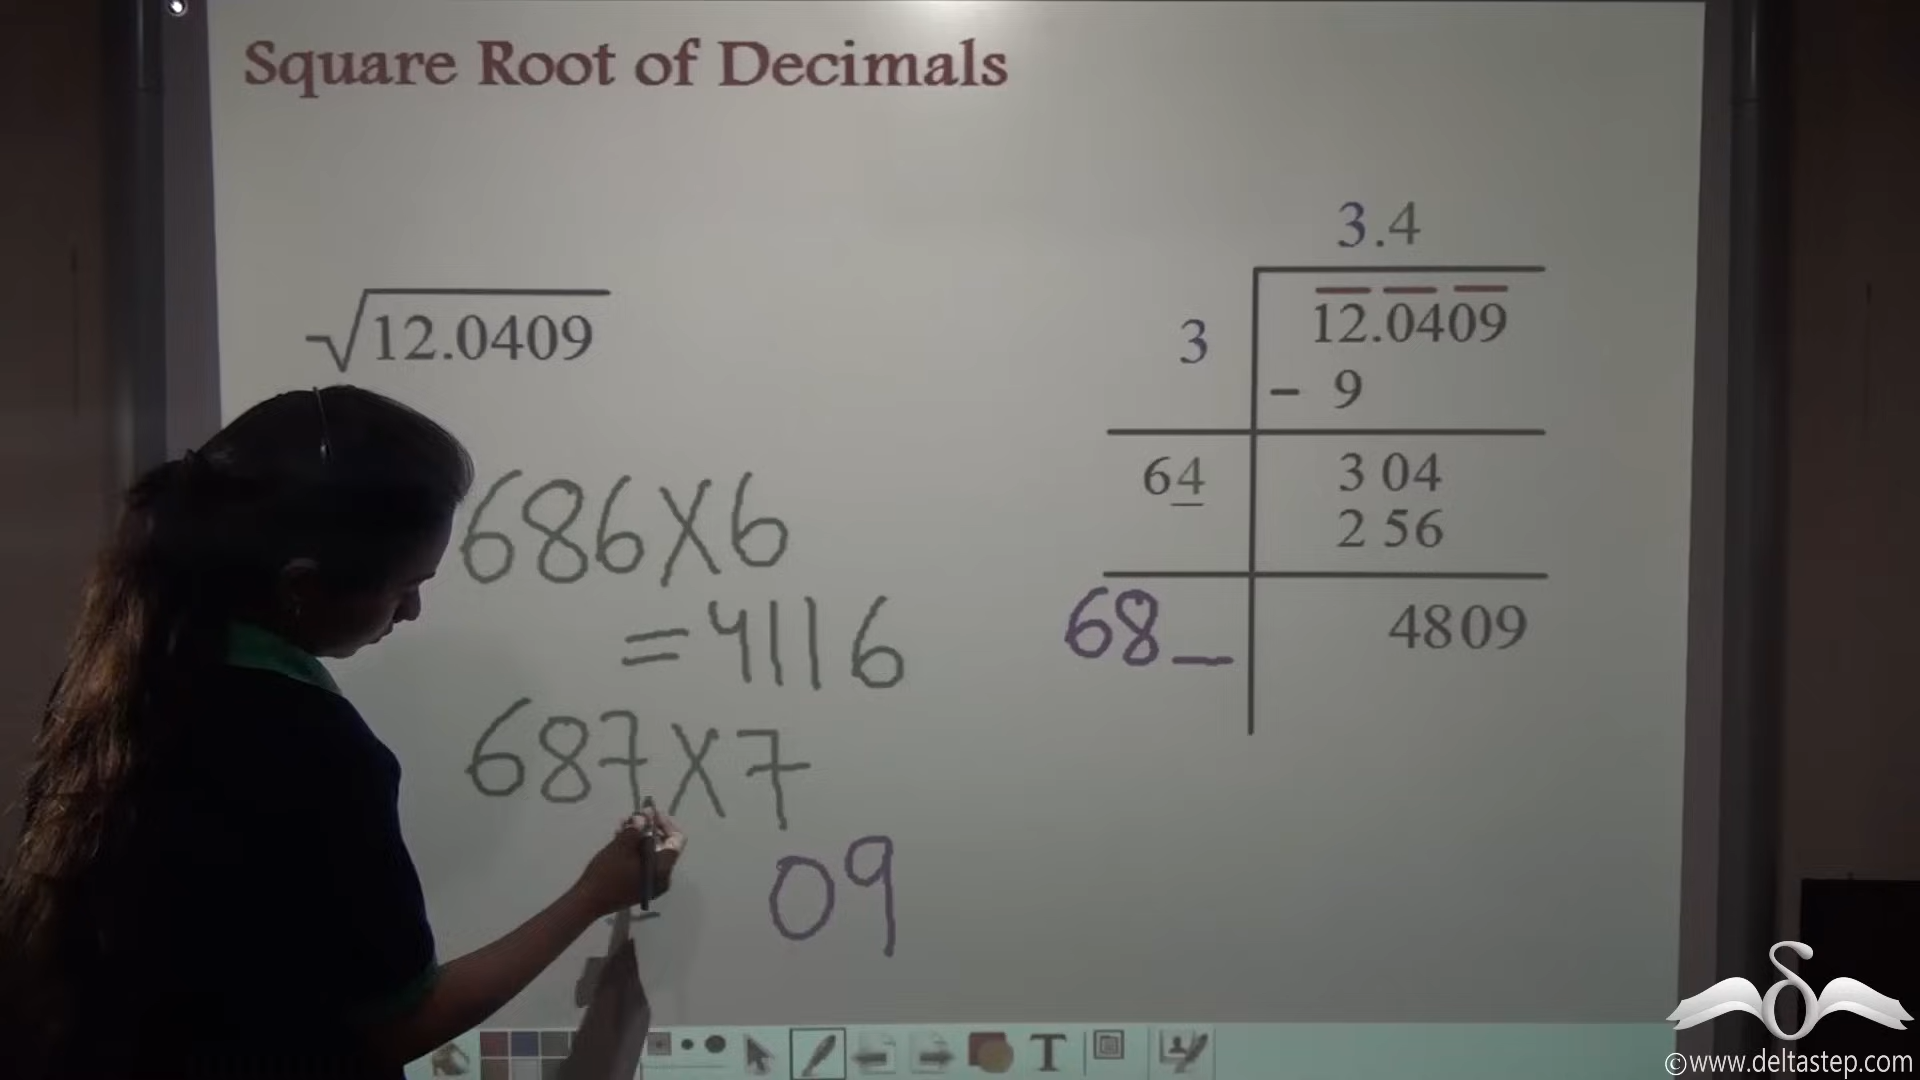 Square Root of Decimals
√12.0409
686X6
=4116
687X7
09
3.4
3
12.0409
- 9
64
3 04
2 56
68_
4809
T
©www.deltastep.com